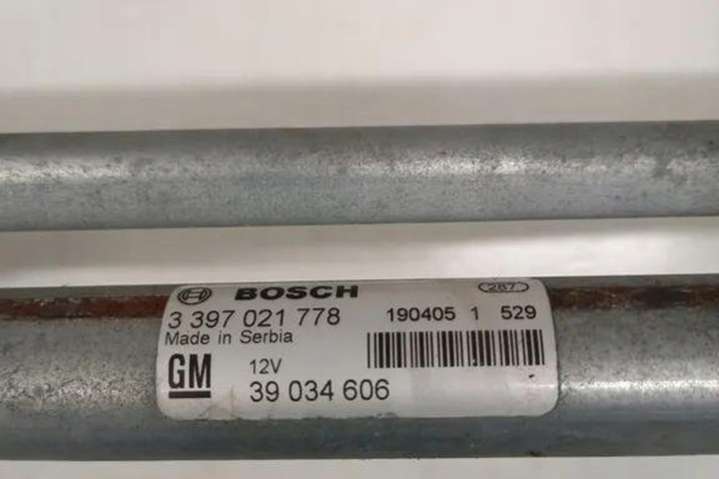 BOSCH 287
3 397 021 778 190405 1 529
Made in Serbia
GM 12V
39 034 606